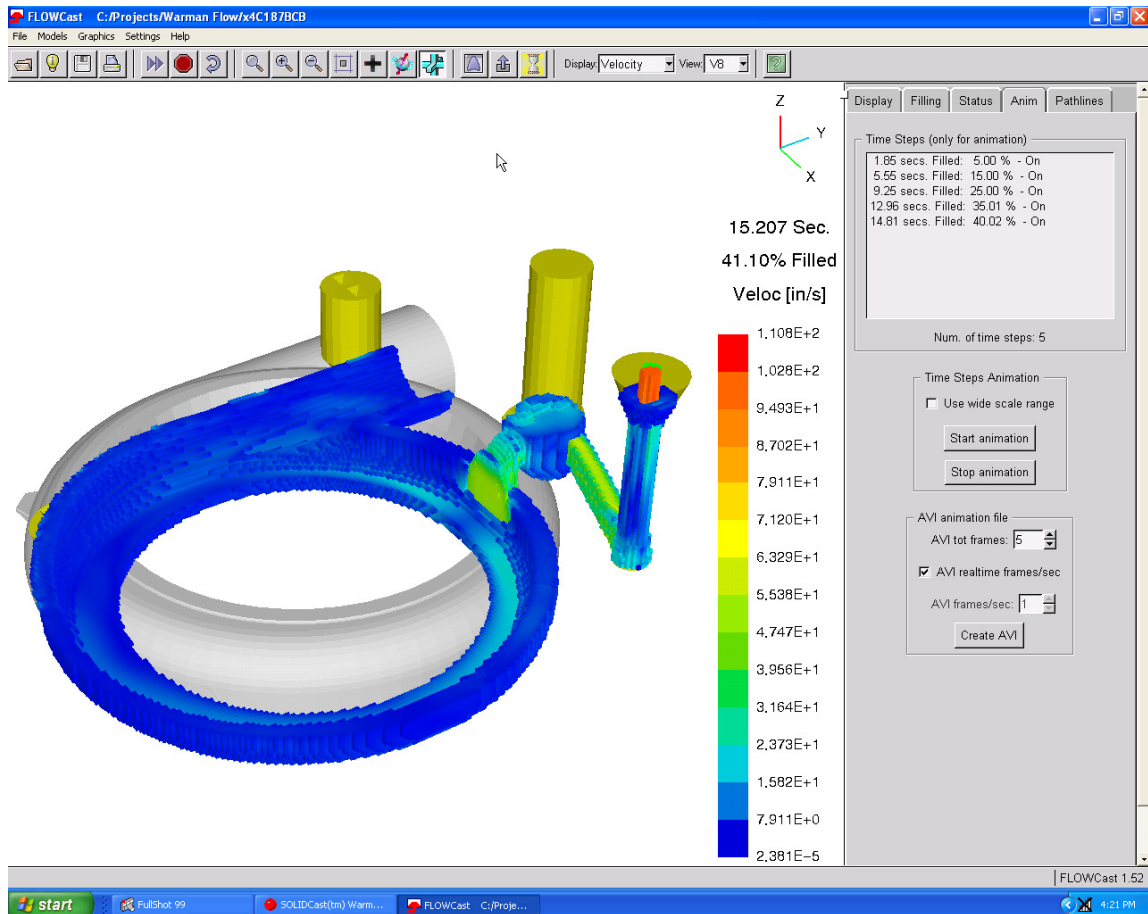 FLOWCast C:/Projects/Warman Flow/x4C187BCB
File Models Graphics Settings Help
Display: Velocity View: V8
Display Filling Status Anim Pathlines
Z
Y
X
Time Steps (only for animation)
1.85 secs. Filled: 5.00 % - On
5.55 secs. Filled: 15.00 % - On
9.25 secs. Filled: 25.00 % - On
12.96 secs. Filled: 35.01 % - On
14.81 secs. Filled: 40.02 % - On
Num. of time steps: 5
15.207 Sec.
41.10% Filled
Veloc [in/s]
1,108E+2
1,028E+2
9,493E+1
8,702E+1
7,911E+1
7,120E+1
6,329E+1
5,538E+1
4,747E+1
3,956E+1
3,164E+1
2,373E+1
1,582E+1
7,911E+0
2,381E-5
Time Steps Animation
Use wide scale range
Start animation
Stop animation
AVI animation file
AVI tot frames: 5
AVI realtime frames/sec
AVI frames/sec: 1
Create AVI
FLOWCast 1.52
start FullShot 99 SOLIDCast(tm) Warm... FLOWCast C:/Proje... 4:21 PM